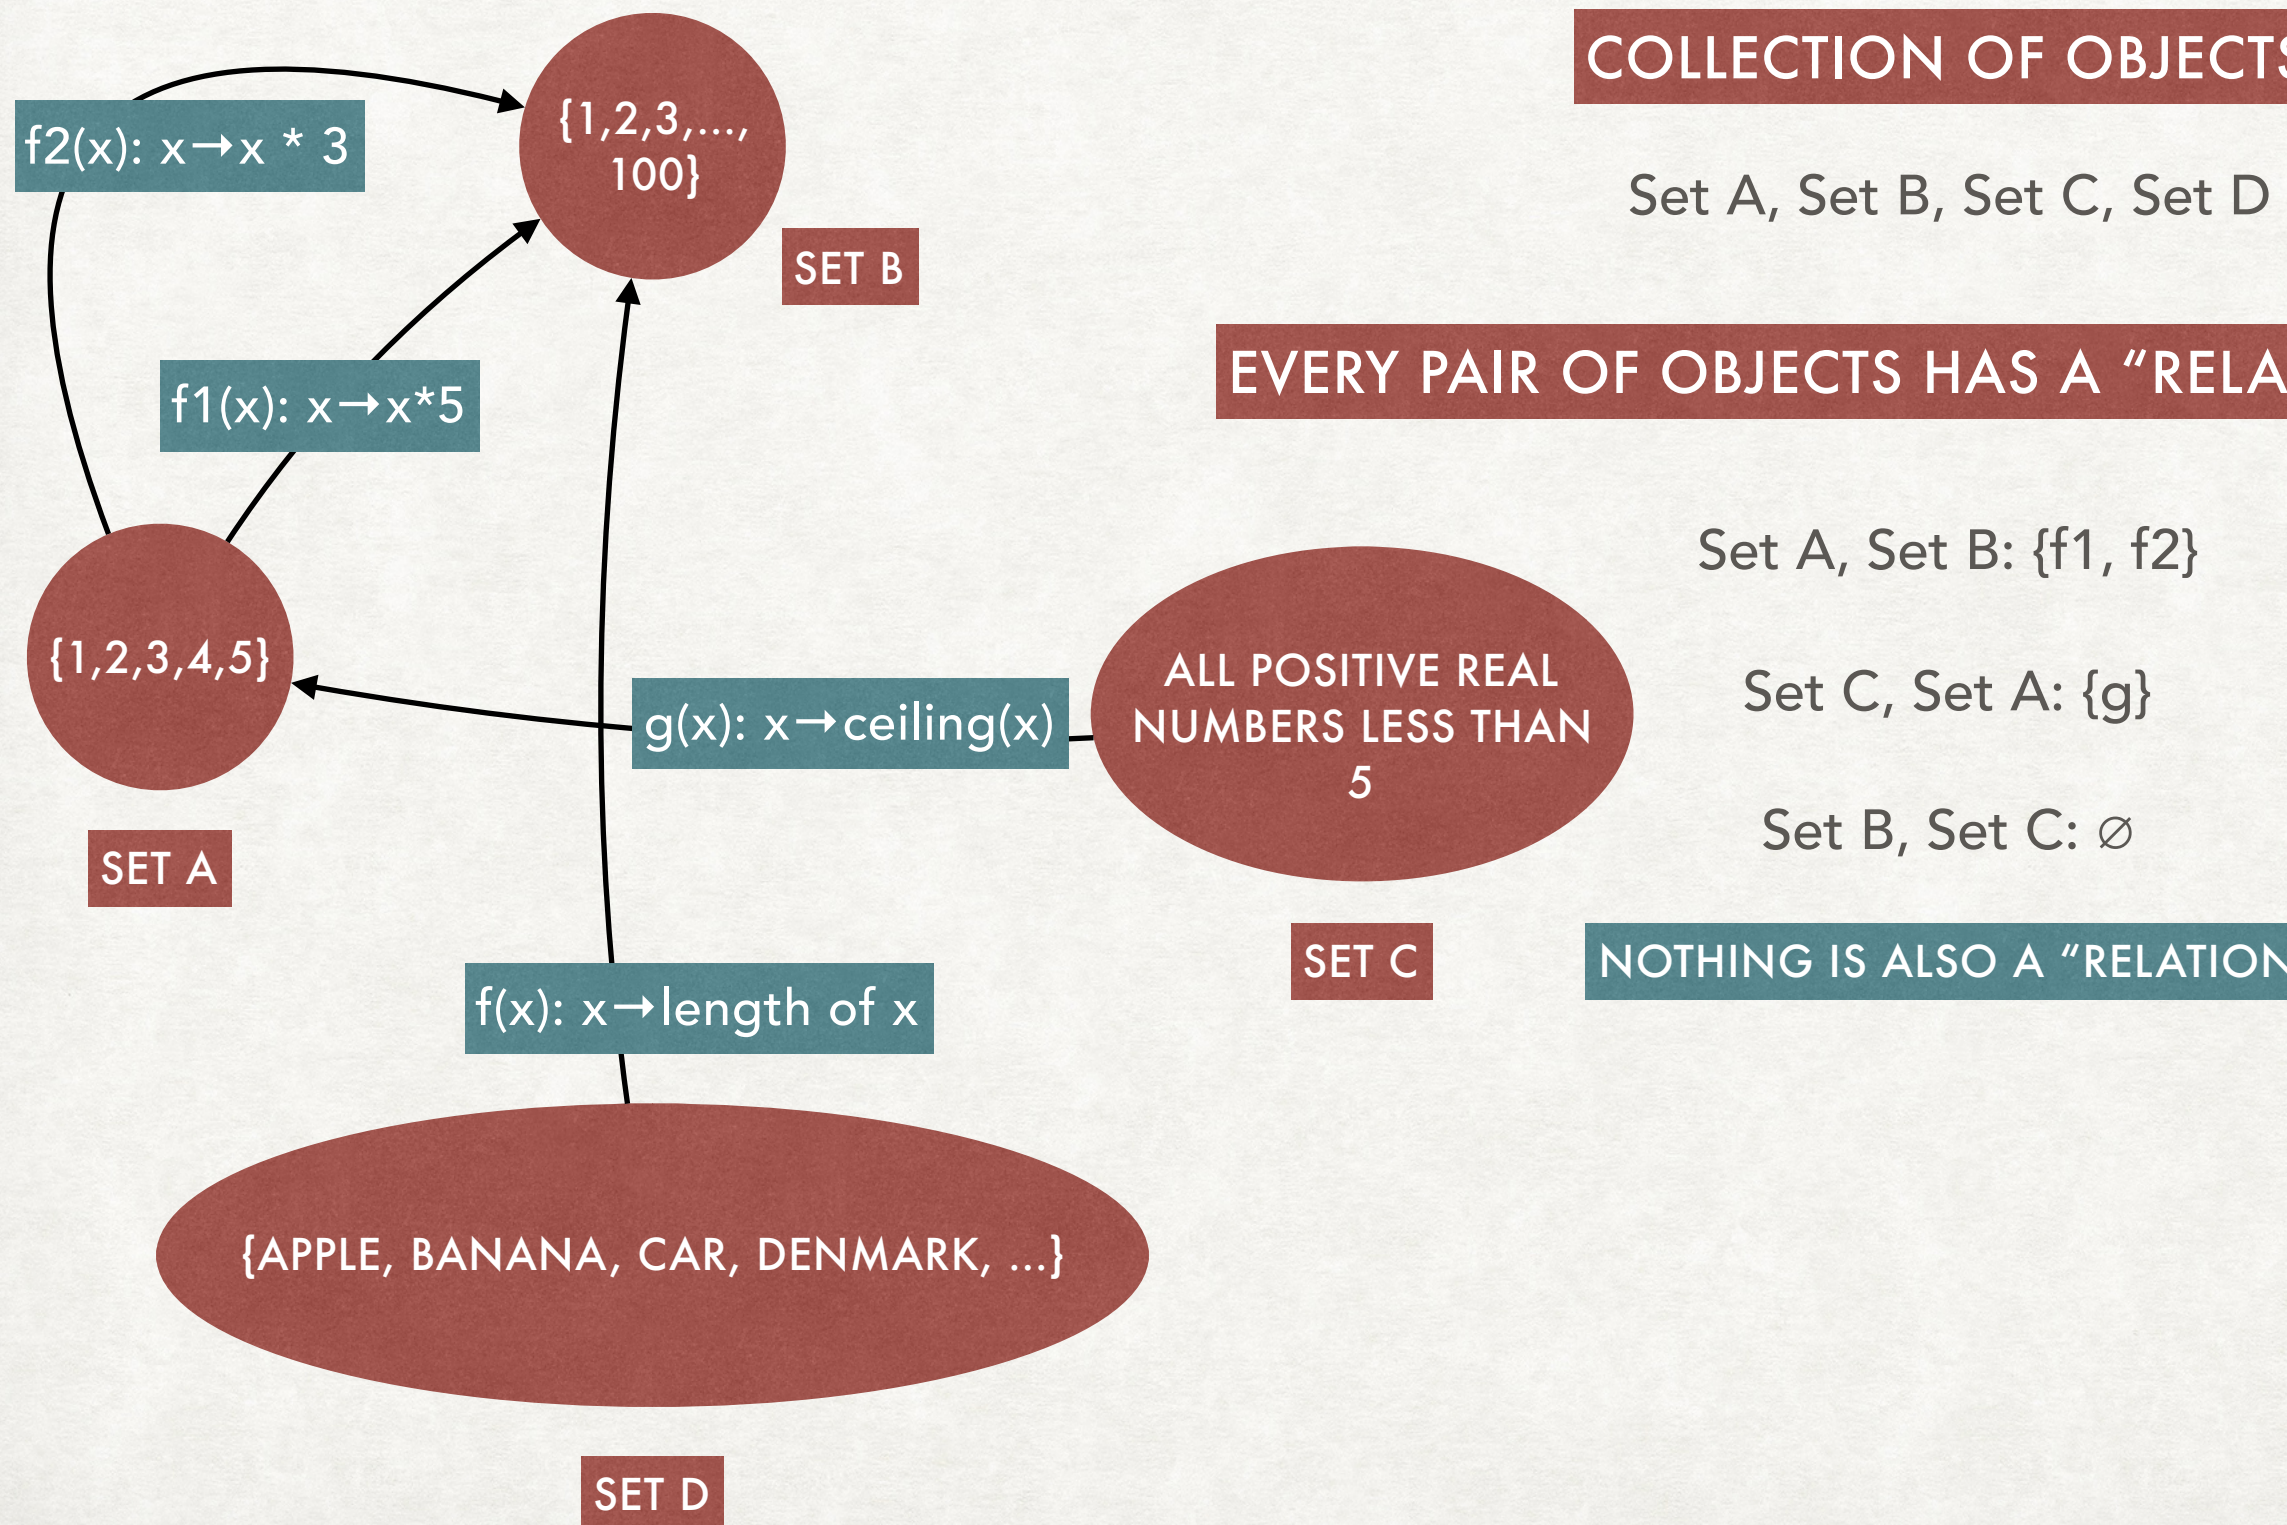 f2(x): x→x * 3
{1,2,3,...,
100}
SET B
f1(x): x→x*5
{1,2,3,4,5}
SET A
g(x): x→ceiling(x)
ALL POSITIVE REAL
NUMBERS LESS THAN
5
SET C
f(x): x→length of x
{APPLE, BANANA, CAR, DENMARK, ...}
SET D
COLLECTION OF OBJECTS
Set A, Set B, Set C, Set D
EVERY PAIR OF OBJECTS HAS A “RELA
Set A, Set B: {f1, f2}
Set C, Set A: {g}
Set B, Set C: ∅
NOTHING IS ALSO A “RELATION